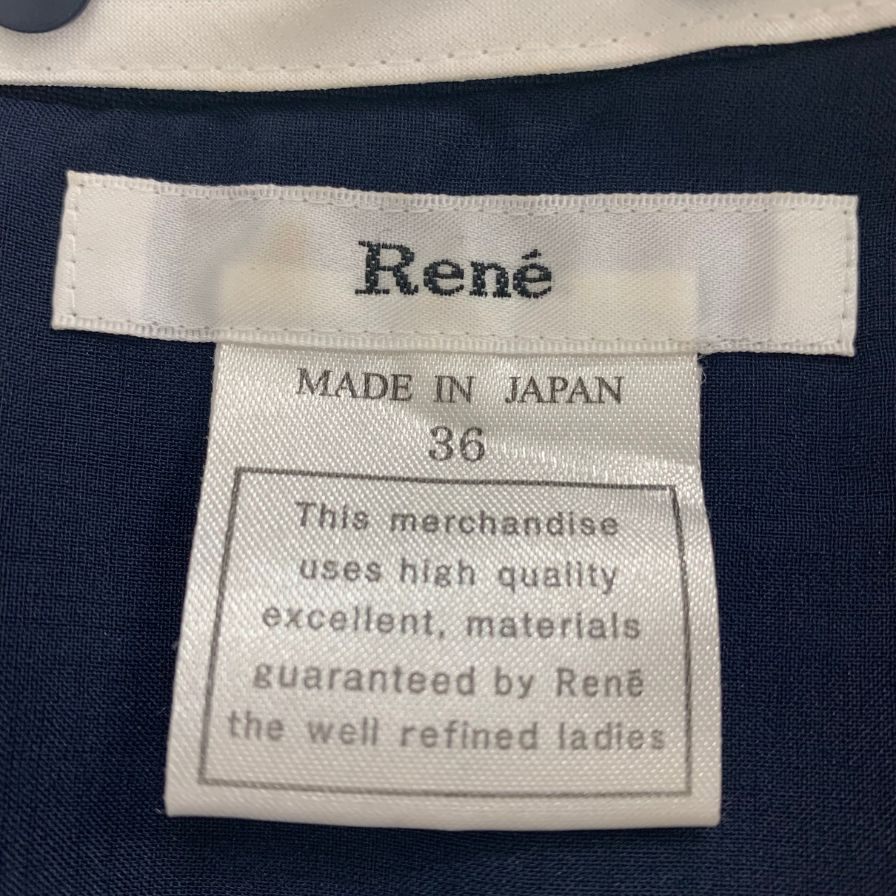 René
MADE IN JAPAN
36
This merchandise
uses high quality
excellent, materials
guaranteed by Renē
the well refined ladies